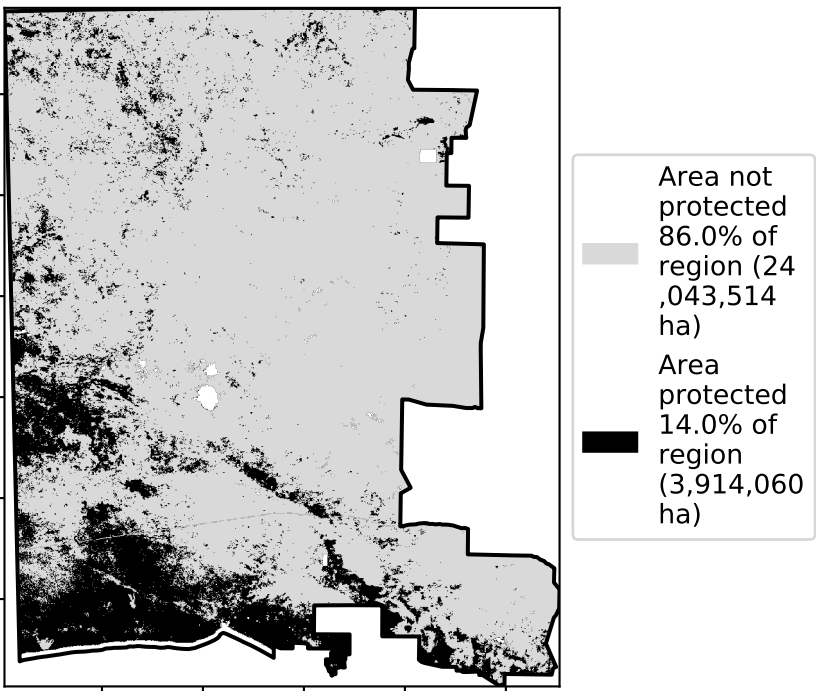 Area not
protected
86.0% of
region (24
,043,514
ha)
Area
protected
14.0% of
region
(3,914,060
ha)